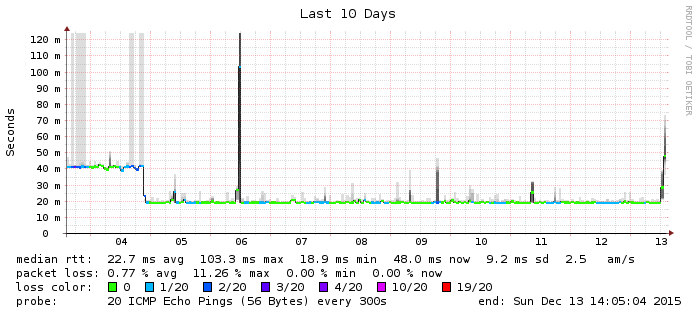 Last 10 Days
RRDTOOL / TOBI OETIKER
Seconds
120 m
110 m
100 m
90 m
80 m
70 m
60 m
50 m
40 m
30 m
20 m
10 m
0
04 05 06 07 08 09 10 11 12 13
median rtt: 22.7 ms avg 103.3 ms max 18.9 ms min 48.0 ms now 9.2 ms sd 2.5 am/s
packet loss: 0.77 % avg 11.26 % max 0.00 % min 0.00 % now
loss color: 0 1/20 2/20 3/20 4/20 10/20 19/20
probe: 20 ICMP Echo Pings (56 Bytes) every 300s end: Sun Dec 13 14:05:04 2015